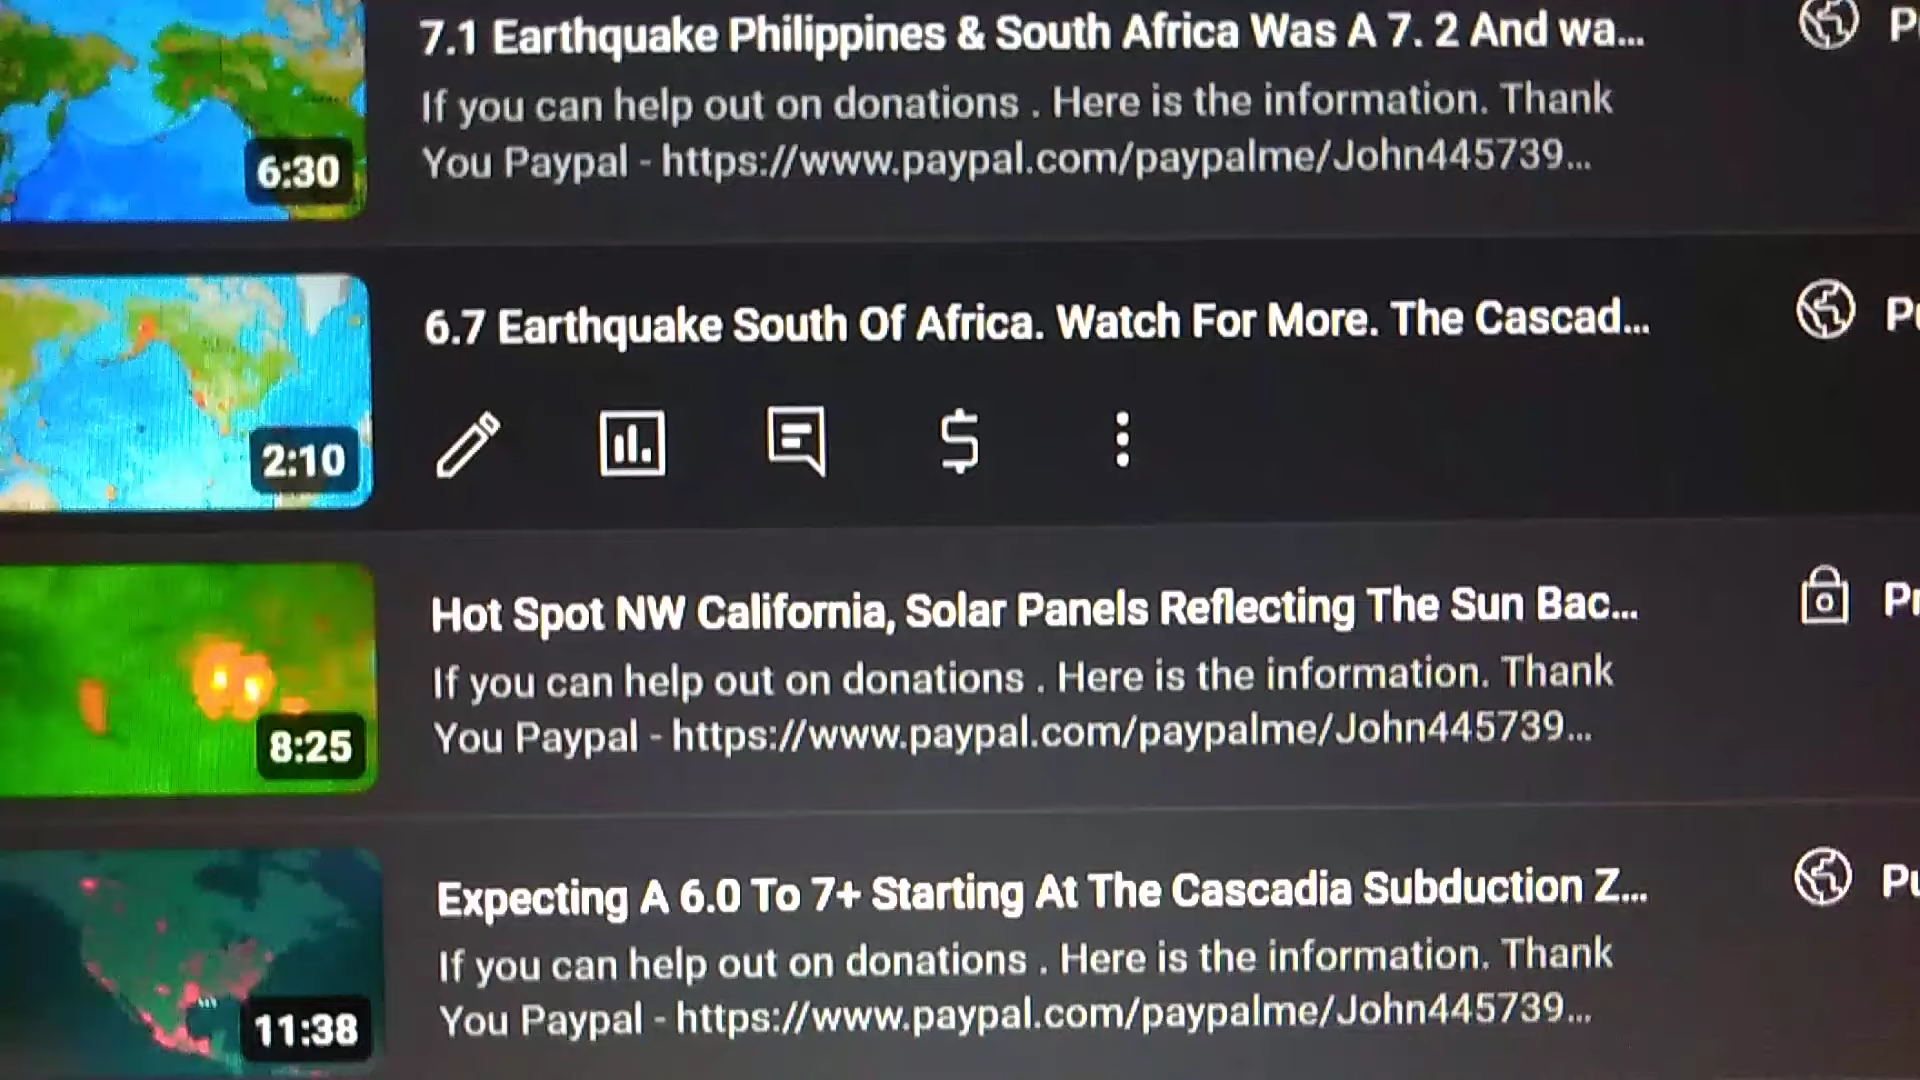 7.1 Earthquake Philippines & South Africa Was A 7. 2 And wa...
If you can help out on donations . Here is the information. Thank
You Paypal - https://www.paypal.com/paypalme/John445739...
6:30
6.7 Earthquake South Of Africa. Watch For More. The Cascad...
2:10
Hot Spot NW California, Solar Panels Reflecting The Sun Bac...
If you can help out on donations . Here is the information. Thank
You Paypal - https://www.paypal.com/paypalme/John445739...
8:25
Pr
Expecting A 6.0 To 7+ Starting At The Cascadia Subduction Z...
Pu
If you can help out on donations . Here is the information. Thank
You Paypal - https://www.paypal.com/paypalme/John445739...
11:38